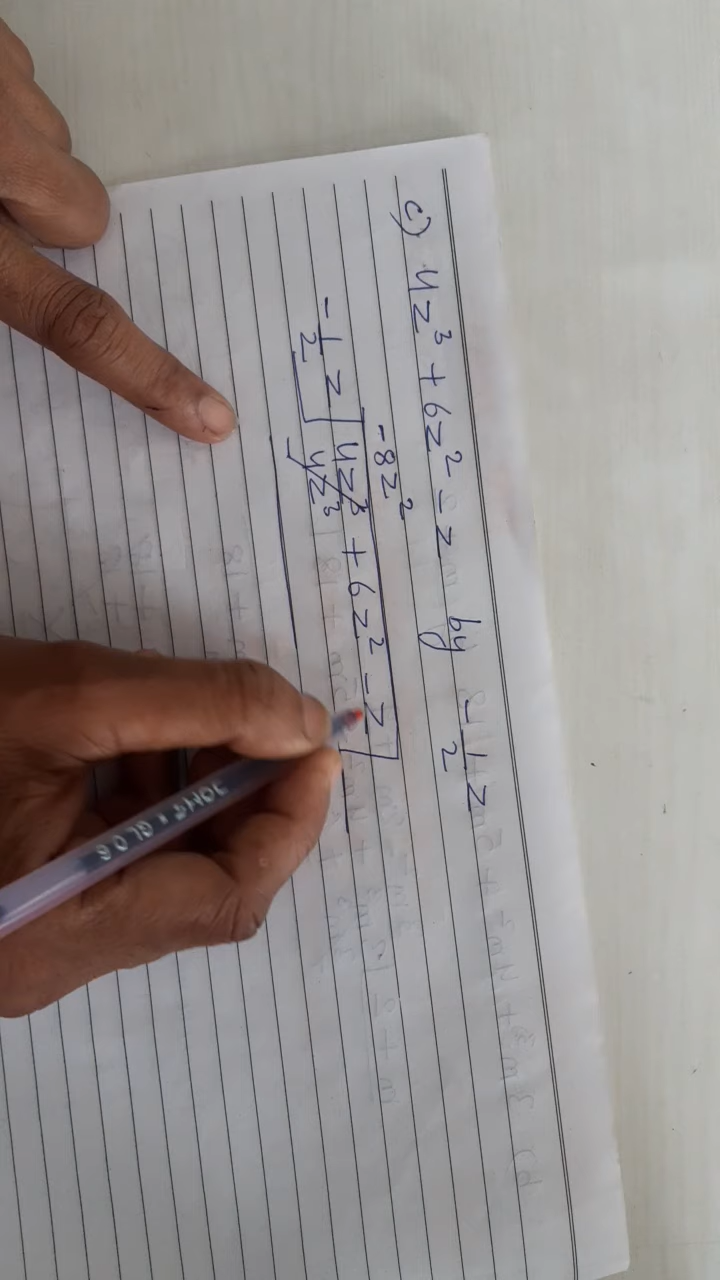 c) 4z³ + 6z² - z by -1/2 z
-8z²
-1/2 z 4z³ + 6z² - z
4z³